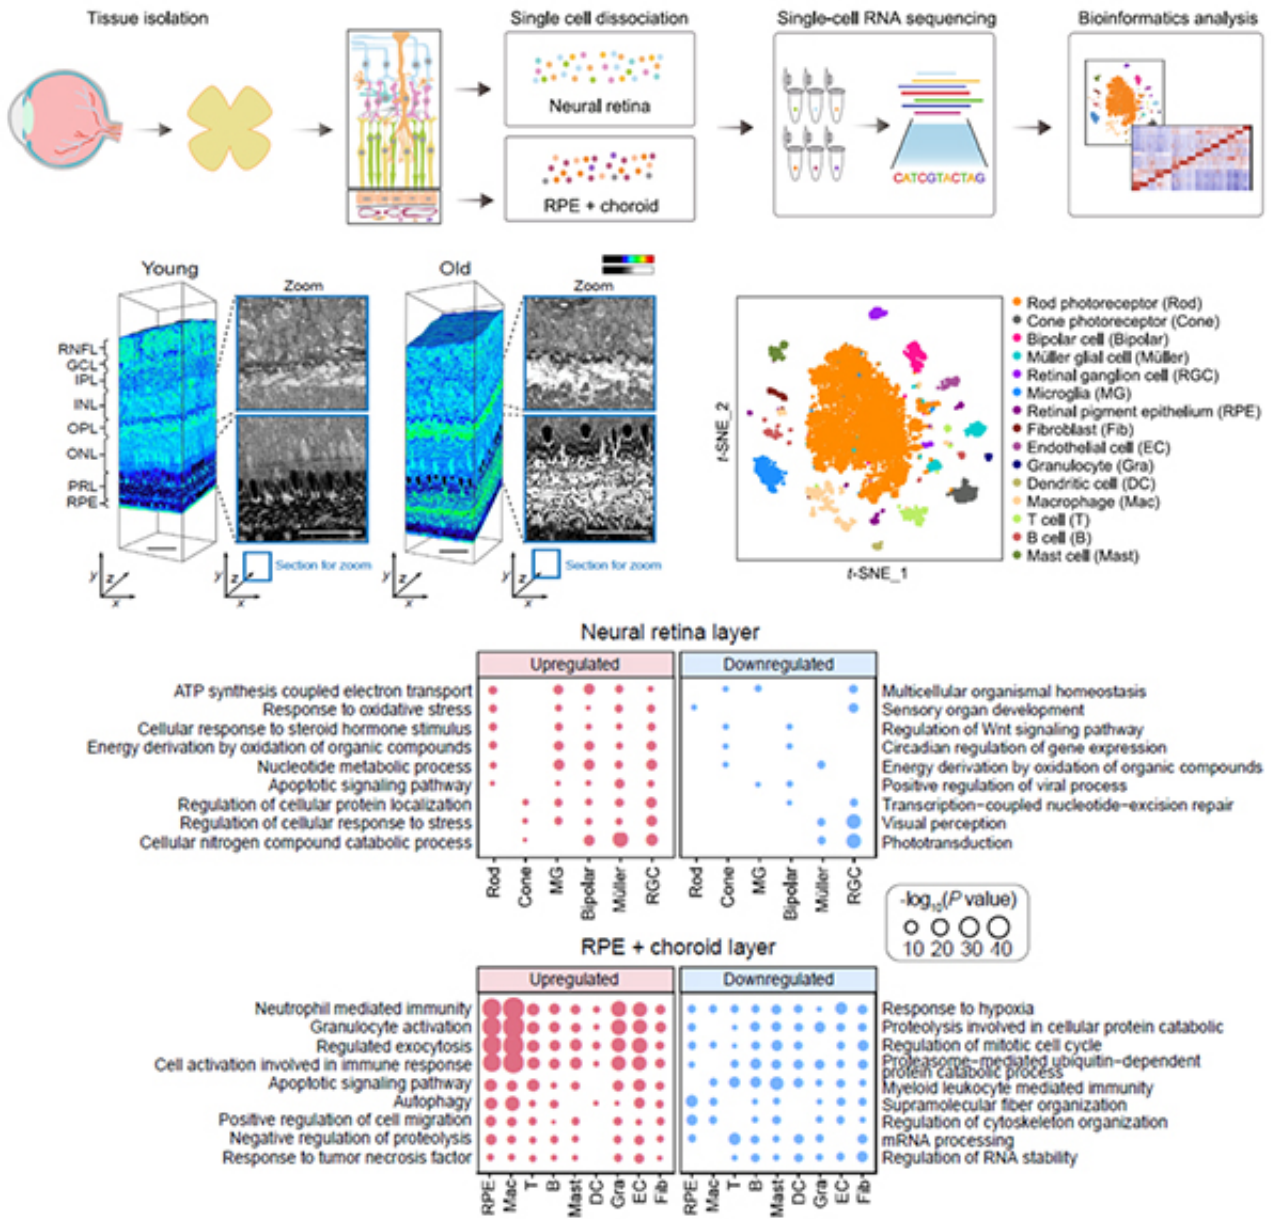 Tissue isolation
Single cell dissociation
Single-cell RNA sequencing
Bioinformatics analysis
Neural retina
RPE + choroid
CATCGTACTAG
Young
Old
Zoom
Zoom
RNFL
GCL
IPL
INL
OPL
ONL
PRL
RPE
y
z
x
Section for zoom
y
z
x
Section for zoom
t-SNE_2
t-SNE_1
Rod photoreceptor (Rod)
Cone photoreceptor (Cone)
Bipolar cell (Bipolar)
Müller glial cell (Müller)
Retinal ganglion cell (RGC)
Microglia (MG)
Retinal pigment epithelium (RPE)
Fibroblast (Fib)
Endothelial cell (EC)
Granulocyte (Gra)
Dendritic cell (DC)
Macrophage (Mac)
T cell (T)
B cell (B)
Mast cell (Mast)
Neural retina layer
Upregulated
Downregulated
ATP synthesis coupled electron transport
Response to oxidative stress
Cellular response to steroid hormone stimulus
Energy derivation by oxidation of organic compounds
Nucleotide metabolic process
Apoptotic signaling pathway
Regulation of cellular protein localization
Regulation of cellular response to stress
Cellular nitrogen compound catabolic process
Multicellular organismal homeostasis
Sensory organ development
Regulation of Wnt signaling pathway
Circadian regulation of gene expression
Energy derivation by oxidation of organic compounds
Positive regulation of viral process
Transcription−coupled nucleotide−excision repair
Visual perception
Phototransduction
Rod
Cone
MG
Bipolar
Müller
RGC
Rod
Cone
MG
Bipolar
Müller
RGC
-log10(P value)
10 20 30 40
RPE + choroid layer
Upregulated
Downregulated
Neutrophil mediated immunity
Granulocyte activation
Regulated exocytosis
Cell activation involved in immune response
Apoptotic signaling pathway
Autophagy
Positive regulation of cell migration
Negative regulation of proteolysis
Response to tumor necrosis factor
Response to hypoxia
Proteolysis involved in cellular protein catabolic
Regulation of mitotic cell cycle
Proteasome−mediated ubiquitin−dependent
protein catabolic process
Myeloid leukocyte mediated immunity
Supramolecular fiber organization
Regulation of cytoskeleton organization
mRNA processing
Regulation of RNA stability
RPE
Mac
T
B
Mast
DC
Gra
EC
Fib
RPE
Mac
T
B
Mast
DC
Gra
EC
Fib